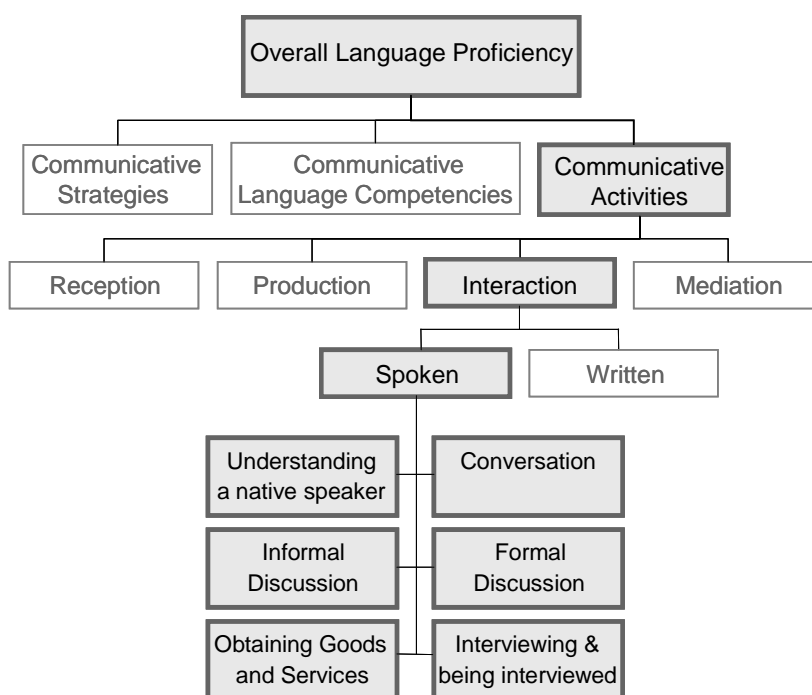 Overall Language Proficiency
Communicative
Strategies
Communicative
Language Competencies
Communicative
Activities
Reception
Production
Interaction
Mediation
Spoken
Written
Understanding
a native speaker
Conversation
Informal
Discussion
Formal
Discussion
Obtaining Goods
and Services
Interviewing &
being interviewed